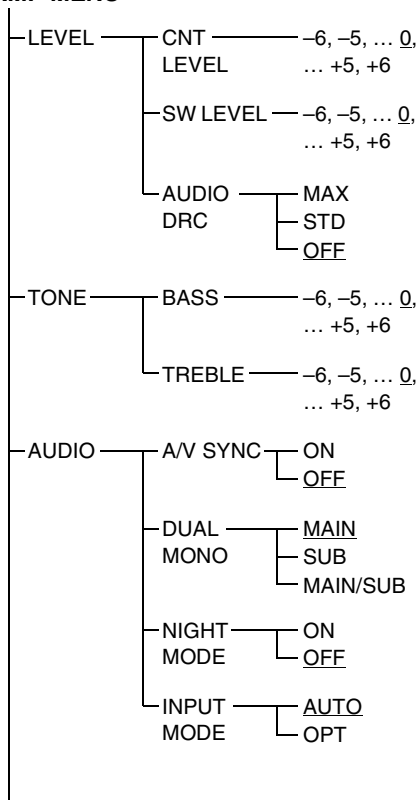 LEVEL CNT –6, –5, … 0,
LEVEL … +5, +6
SW LEVEL –6, –5, … 0,
… +5, +6
AUDIO MAX
DRC STD
OFF
TONE BASS –6, –5, … 0,
… +5, +6
TREBLE –6, –5, … 0,
… +5, +6
AUDIO A/V SYNC ON
OFF
DUAL MAIN
MONO SUB
MAIN/SUB
NIGHT ON
MODE OFF
INPUT AUTO
MODE OPT